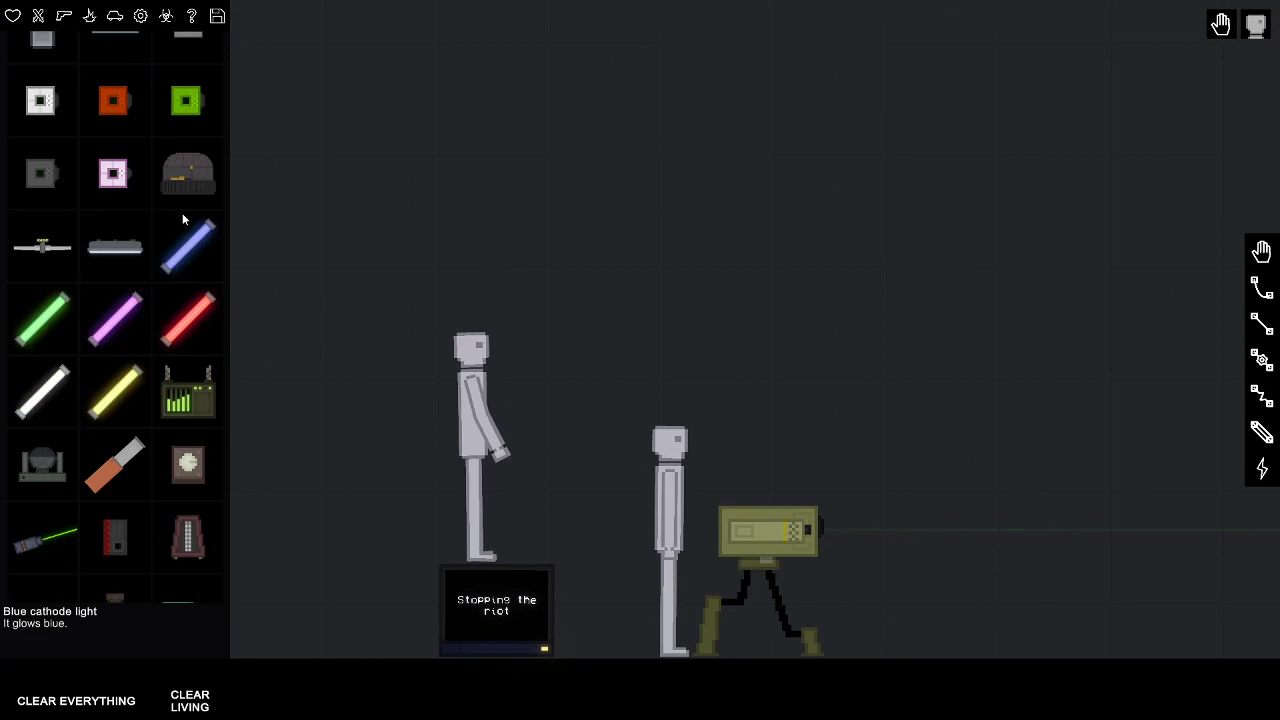 Stopping the
riot
Blue cathode light
It glows blue.
CLEAR EVERYTHING
CLEAR
LIVING